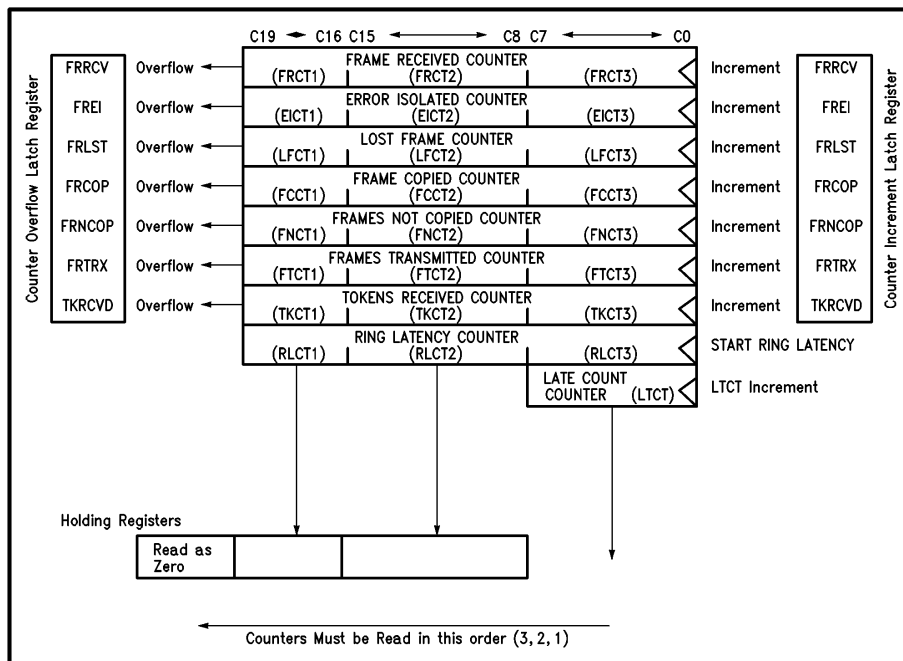 C19 C16 C15 C8 C7 C0
Counter Overflow Latch Register
Counter Increment Latch Register
FRAME RECEIVED COUNTER
FRRCV Overflow (FRCT1) (FRCT2) (FRCT3) Increment FRRCV
ERROR ISOLATED COUNTER
FREI Overflow (EICT1) (EICT2) (EICT3) Increment FREI
LOST FRAME COUNTER
FRLST Overflow (LFCT1) (LFCT2) (LFCT3) Increment FRLST
FRAME COPIED COUNTER
FRCOP Overflow (FCCT1) (FCCT2) (FCCT3) Increment FRCOP
FRAMES NOT COPIED COUNTER
FRNCOP Overflow (FNCT1) (FNCT2) (FNCT3) Increment FRNCOP
FRAMES TRANSMITTED COUNTER
FRTRX Overflow (FTCT1) (FTCT2) (FTCT3) Increment FRTRX
TOKENS RECEIVED COUNTER
TKRCVD Overflow (TKCT1) (TKCT2) (TKCT3) Increment TKRCVD
RING LATENCY COUNTER
(RLCT1) (RLCT2) (RLCT3) START RING LATENCY
LATE COUNT
COUNTER (LTCT) LTCT Increment
Holding Registers
Read as
Zero
Counters Must be Read in this order (3,2,1)